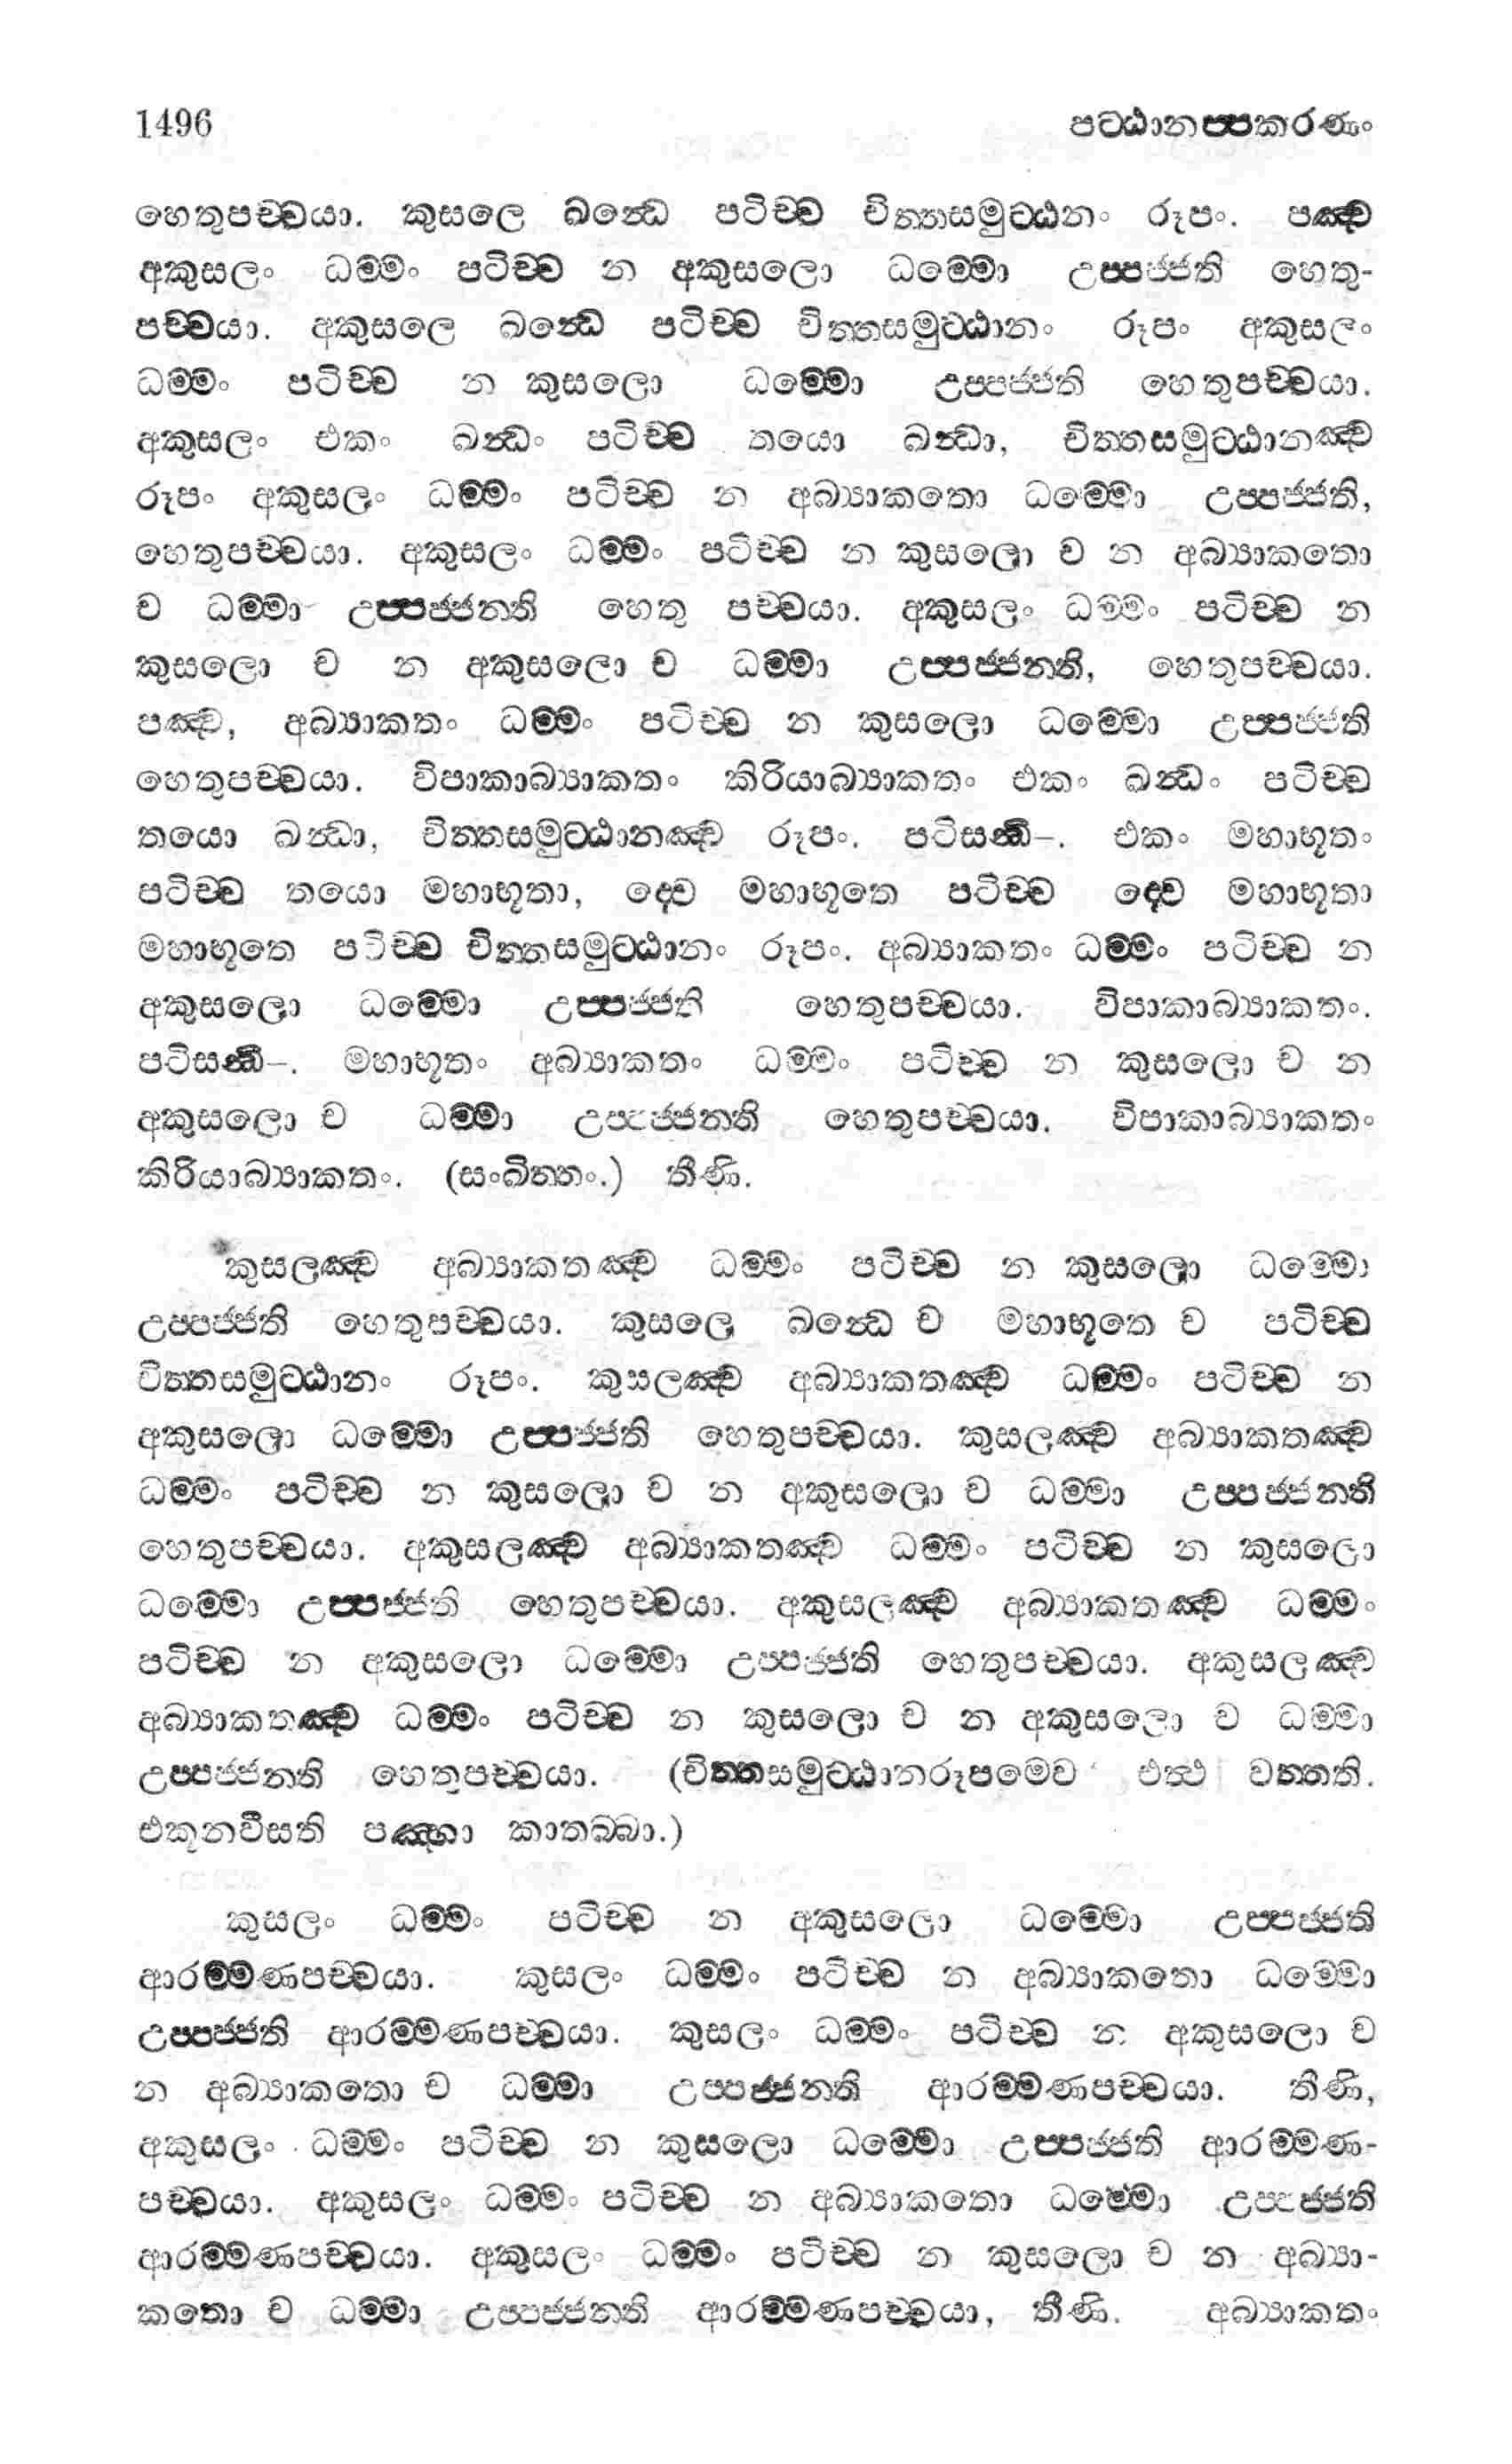 1496 පට්ඨානප්පකරණං
හෙතුපච්චයා. කුසලෙ ඛන්ධෙ පටිච්ච චිත්තසමුට්ඨනං රූපං. පඤ්ච
අකුසලං ධම්මං පටිච්ච න අකුසලො ධම්මො උප්පජ්ජති හෙතු-
පච්චයා. අකුසලෙ ඛන්ධෙ පටිච්ච චිත්තසමුට්ඨානං රූපං අකුසලං
ධම්මං පටිච්ච න කුසලො ධම්මො උප්පජ්ජති හෙතුපච්චයා.
අකුසලං එකං ඛන්ධං පටිච්ච තයො ඛන්ධා, චිත්තසමුට්ඨානඤ්ච
රූපං අකුසලං ධම්මං පටිච්ච න අබ්‍යාකතො ධම්මො උප්පජ්ජති,
හෙතුපච්චයා. අකුසලං ධම්මං පටිච්ච න කුසලො ච න අබ්‍යාකතො
ච ධම්මා උප්පජ්ජන්ති හෙතු පච්චයා. අකුසලං ධම්මං පටිච්ච න
කුසලො ච න අකුසලො ච ධම්මා උප්පජ්ජන්ති, හෙතුපච්චයා.
පඤ්ච, අබ්‍යාකතං ධම්මං පටිච්ච න කුසලො ධම්මො උප්පජ්ජති
හෙතුපච්චයා. විපාකාබ්‍යාකතං කිරියාබ්‍යාකතං එකං ඛන්ධං පටිච්ච
තයො ඛන්ධා, චිත්තසමුට්ඨානඤ්ච රූපං. පටිසන්ධි–. එකං මහාභූතං
පටිච්ච තයො මහාභූතා, ද්වෙ මහාභූතෙ පටිච්ච ද්වෙ මහාභූතා
මහාභූතෙ පටිච්ච චිත්තසමුට්ඨානං රූපං. අබ්‍යාකතං ධම්මං පටිච්ච න
අකුසලො ධම්මො උප්පජ්ජති හෙතුපච්චයා. විපාකාබ්‍යාකතං.
පටිසන්ධි–. මහාභූතං අබ්‍යාකතං ධම්මං පටිච්ච න කුසලො ච න
අකුසලො ච ධම්මා උප්පජ්ජන්ති හෙතුපච්චයා. විපාකාබ්‍යාකතං
කිරියාබ්‍යාකතං. (සංඛිත්තං.) තීණි.
කුසලඤ්ච අබ්‍යාකතඤ්ච ධම්මං පටිච්ච න කුසලො ධම්මො
උප්පජ්ජති හෙතුපච්චයා. කුසලෙ ඛන්ධෙ ච මහාභූතෙ ච පටිච්ච
චිත්තසමුට්ඨානං රූපං. කුසලඤ්ච අබ්‍යාකතඤ්ච ධම්මං පටිච්ච න
අකුසලො ධම්මො උප්පජ්ජති හෙතුපච්චයා. කුසලඤ්ච අබ්‍යාකතඤ්ච
ධම්මං පටිච්ච න කුසලො ච න අකුසලො ච ධම්මා උප්පජ්ජන්ති
හෙතුපච්චයා. අකුසලඤ්ච අබ්‍යාකතඤ්ච ධම්මං පටිච්ච න කුසලො
ධම්මො උප්පජ්ජති හෙතුපච්චයා. අකුසලඤ්ච අබ්‍යාකතඤ්ච ධම්මං
පටිච්ච න අකුසලො ධම්මො උප්පජ්ජති හෙතුපච්චයා. අකුසලඤ්ච
අබ්‍යාකතඤ්ච ධම්මං පටිච්ච න කුසලො ච න අකුසලො ච ධම්මා
උප්පජ්ජන්ති හෙතුපච්චයා. (චිත්තසමුට්ඨානරූපමෙව එත්ථ වත්තති.
එකූනවීසති පඤ්හා කාතබ්බා.)
කුසලං ධම්මං පටිච්ච න අකුසලො ධම්මො උප්පජ්ජති
ආරම්මණපච්චයා. කුසලං ධම්මං පටිච්ච න අබ්‍යාකතො ධම්මො
උප්පජ්ජති ආරම්මණපච්චයා. කුසලං ධම්මං පටිච්ච න අකුසලො ච
න අබ්‍යාකතො ච ධම්මා උප්පජ්ජන්ති ආරම්මණපච්චයා. තීණි,
අකුසලං ධම්මං පටිච්ච න කුසලො ධම්මො උප්පජ්ජති ආරම්මණ-
පච්චයා. අකුසලං ධම්මං පටිච්ච න අබ්‍යාකතො ධම්මො උප්පජ්ජති
ආරම්මණපච්චයා. අකුසලං ධම්මං පටිච්ච න කුසලො ච න අබ්‍යා-
කතො ච ධම්මා උප්පජ්ජන්ති ආරම්මණපච්චයා, තීණි. අබ්‍යාකතං